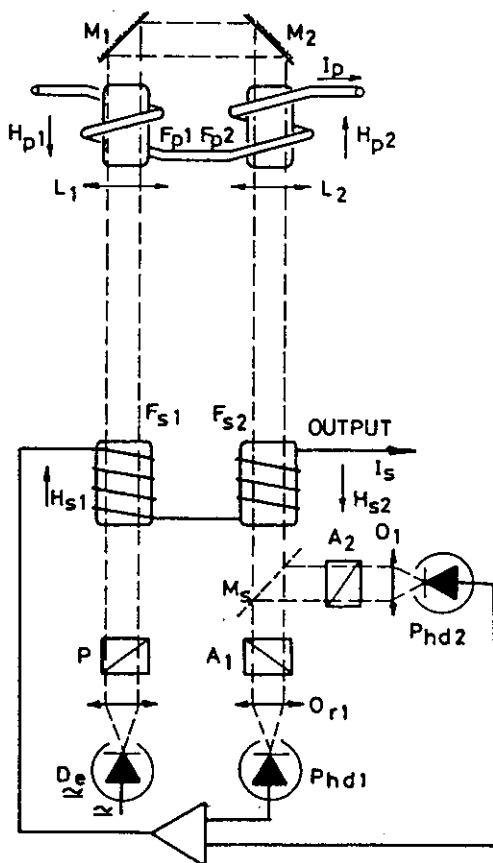 M1
M2
Ip
Hp1
Fp1
Fp2
Hp2
L1
L2
Fs1
Fs2
OUTPUT
Is
Hs1
Hs2
A2
O1
Ms
Phd2
P
A1
Or1
De
Phd1